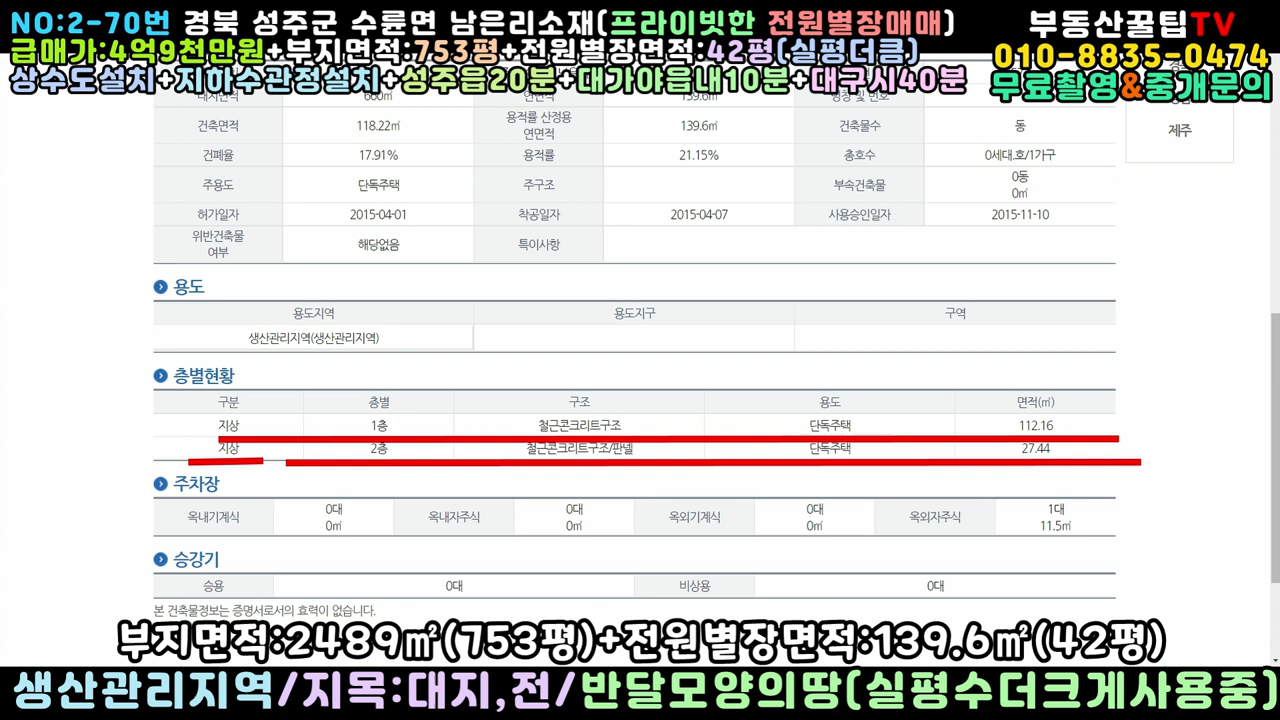 NO:2-70번 경북 성주군 수륜면 남은리소재(프라이빗한 전원별장매매)
부동산꿀팁TV
급매가:4억9천만원+부지면적:753평+전원별장면적:42평(실평더큼)
010-8835-0474
상수도설치+지하수관정설치+성주읍20분+대가야읍내10분+대구시40분
무료촬영&중개문의
대지면적 660㎡ 연면적 139.6㎡ 명칭 및 번호
건축면적 118.22㎡ 용적률 산정용 연면적 139.6㎡ 건축물수 동
제주
건폐율 17.91% 용적률 21.15% 총호수 0세대.호/1가구
주용도 단독주택 주구조 부속건축물 0동 0㎡
허가일자 2015-04-01 착공일자 2015-04-07 사용승인일자 2015-11-10
위반건축물 여부 해당없음 특이사항
용도
용도지역 용도지구 구역
생산관리지역(생산관리지역)
층별현황
구분 층별 구조 용도 면적(㎡)
지상 1층 철근콘크리트구조 단독주택 112.16
지상 2층 철근콘크리트구조/판넬 단독주택 27.44
주차장
옥내기계식 0대 0㎡ 옥내자주식 0대 0㎡ 옥외기계식 0대 0㎡ 옥외자주식 1대 11.5㎡
승강기
승용 0대 비상용 0대
본 건축물정보는 증명서로서의 효력이 없습니다.
부지면적:2489㎡(753평)+전원별장면적:139.6㎡(42평)
생산관리지역/지목:대지,전/반달모양의땅(실평수더크게사용중)